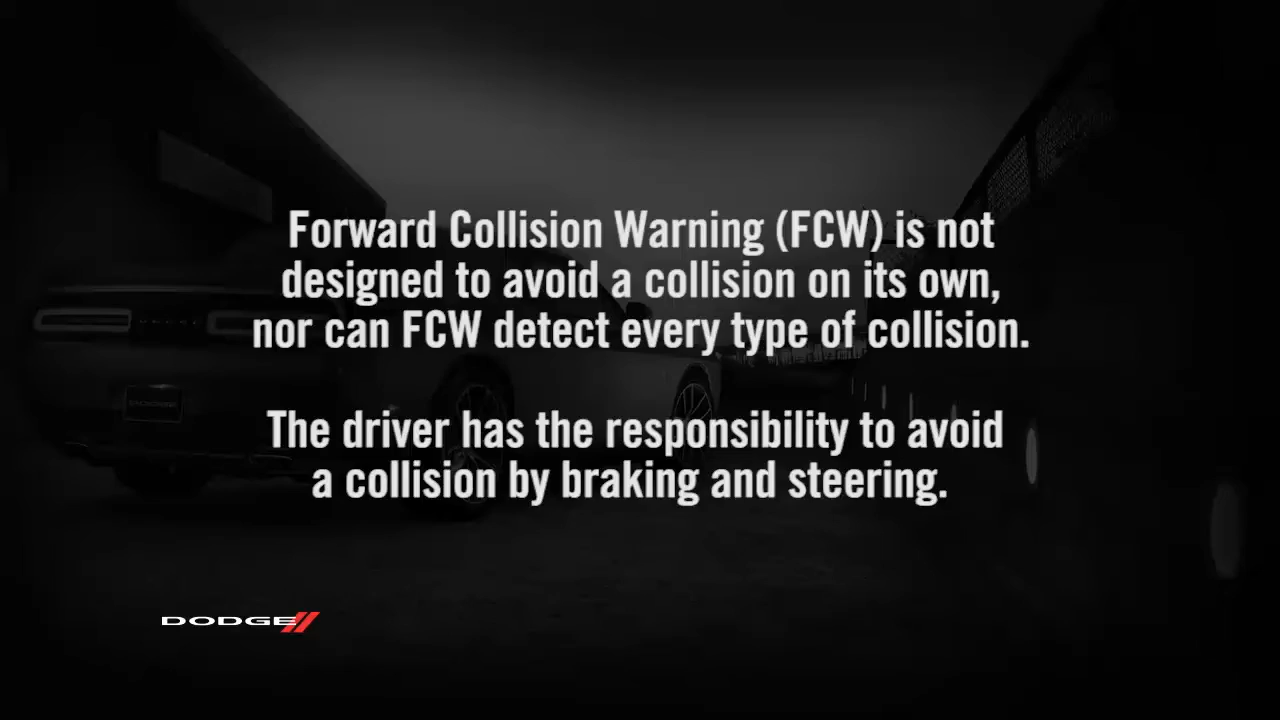 Forward Collision Warning (FCW) is not
designed to avoid a collision on its own,
nor can FCW detect every type of collision.
The driver has the responsibility to avoid
a collision by braking and steering.
DODGE